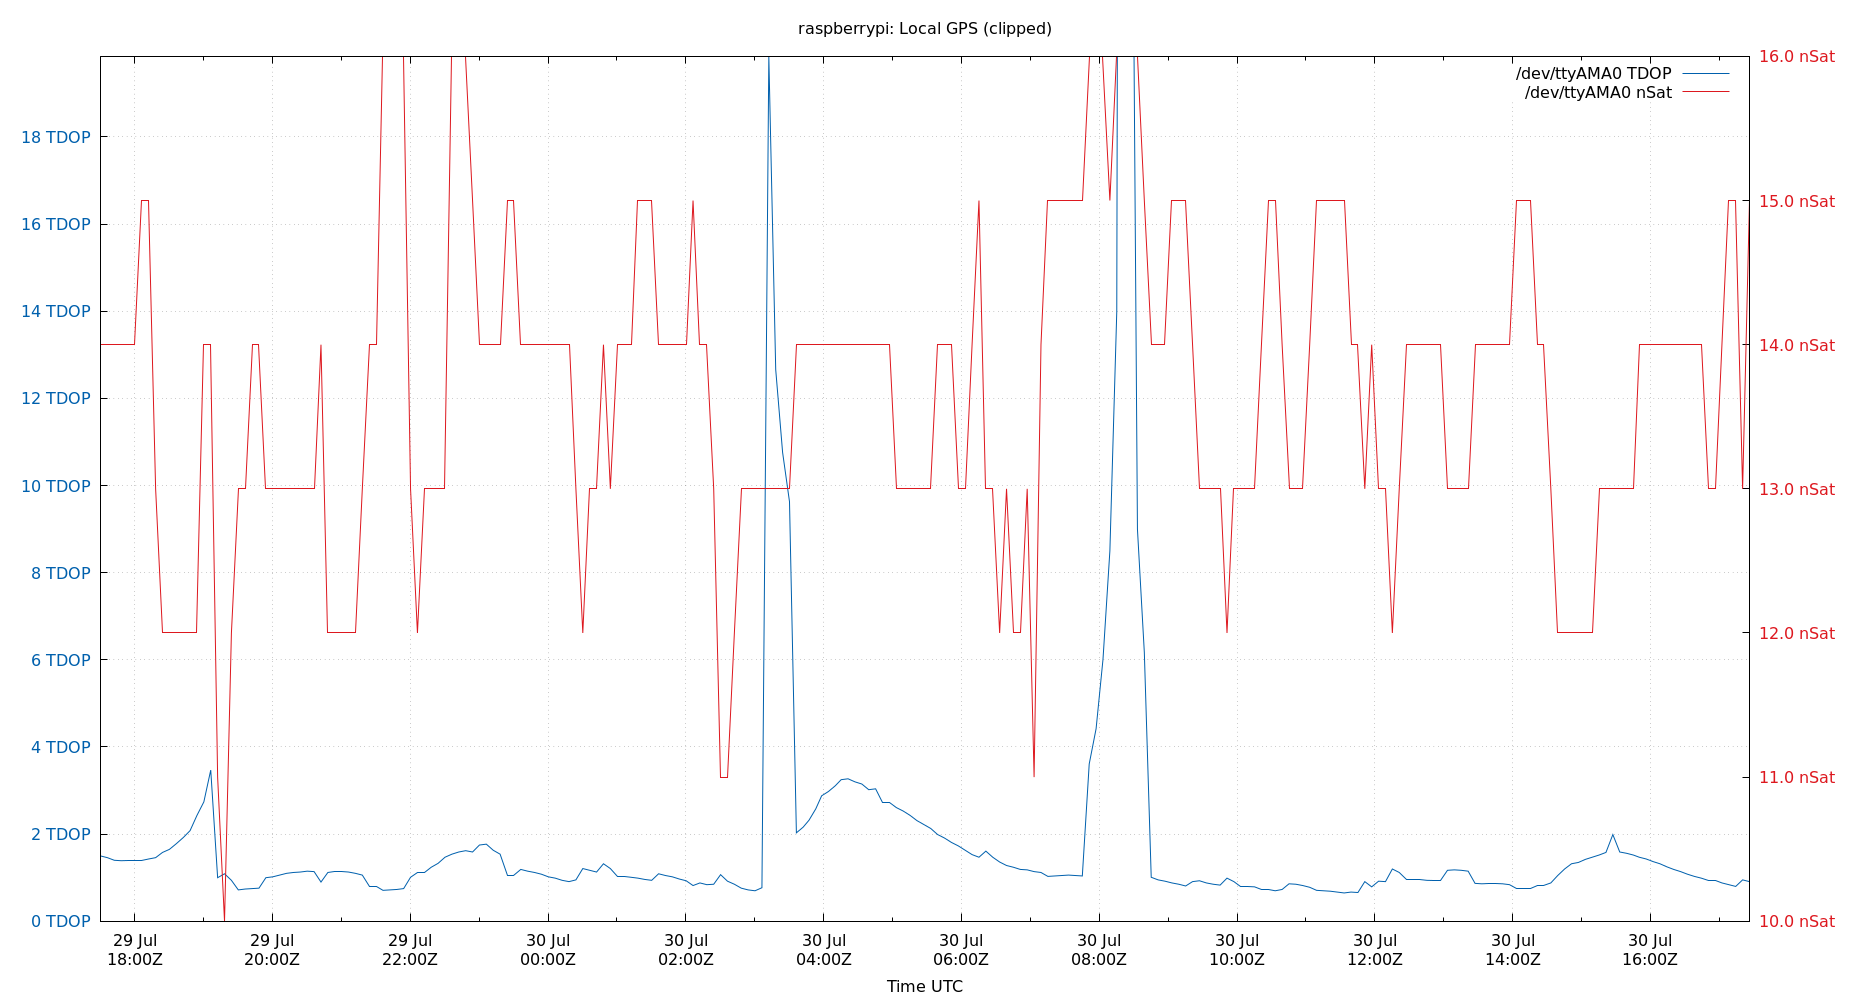 raspberrypi: Local GPS (clipped)
/dev/ttyAMA0 TDOP
/dev/ttyAMA0 nSat
18 TDOP
16 TDOP
14 TDOP
12 TDOP
10 TDOP
8 TDOP
6 TDOP
4 TDOP
2 TDOP
0 TDOP
16.0 nSat
15.0 nSat
14.0 nSat
13.0 nSat
12.0 nSat
11.0 nSat
10.0 nSat
29 Jul
18:00Z
29 Jul
20:00Z
29 Jul
22:00Z
30 Jul
00:00Z
30 Jul
02:00Z
30 Jul
04:00Z
30 Jul
06:00Z
30 Jul
08:00Z
30 Jul
10:00Z
30 Jul
12:00Z
30 Jul
14:00Z
30 Jul
16:00Z
Time UTC